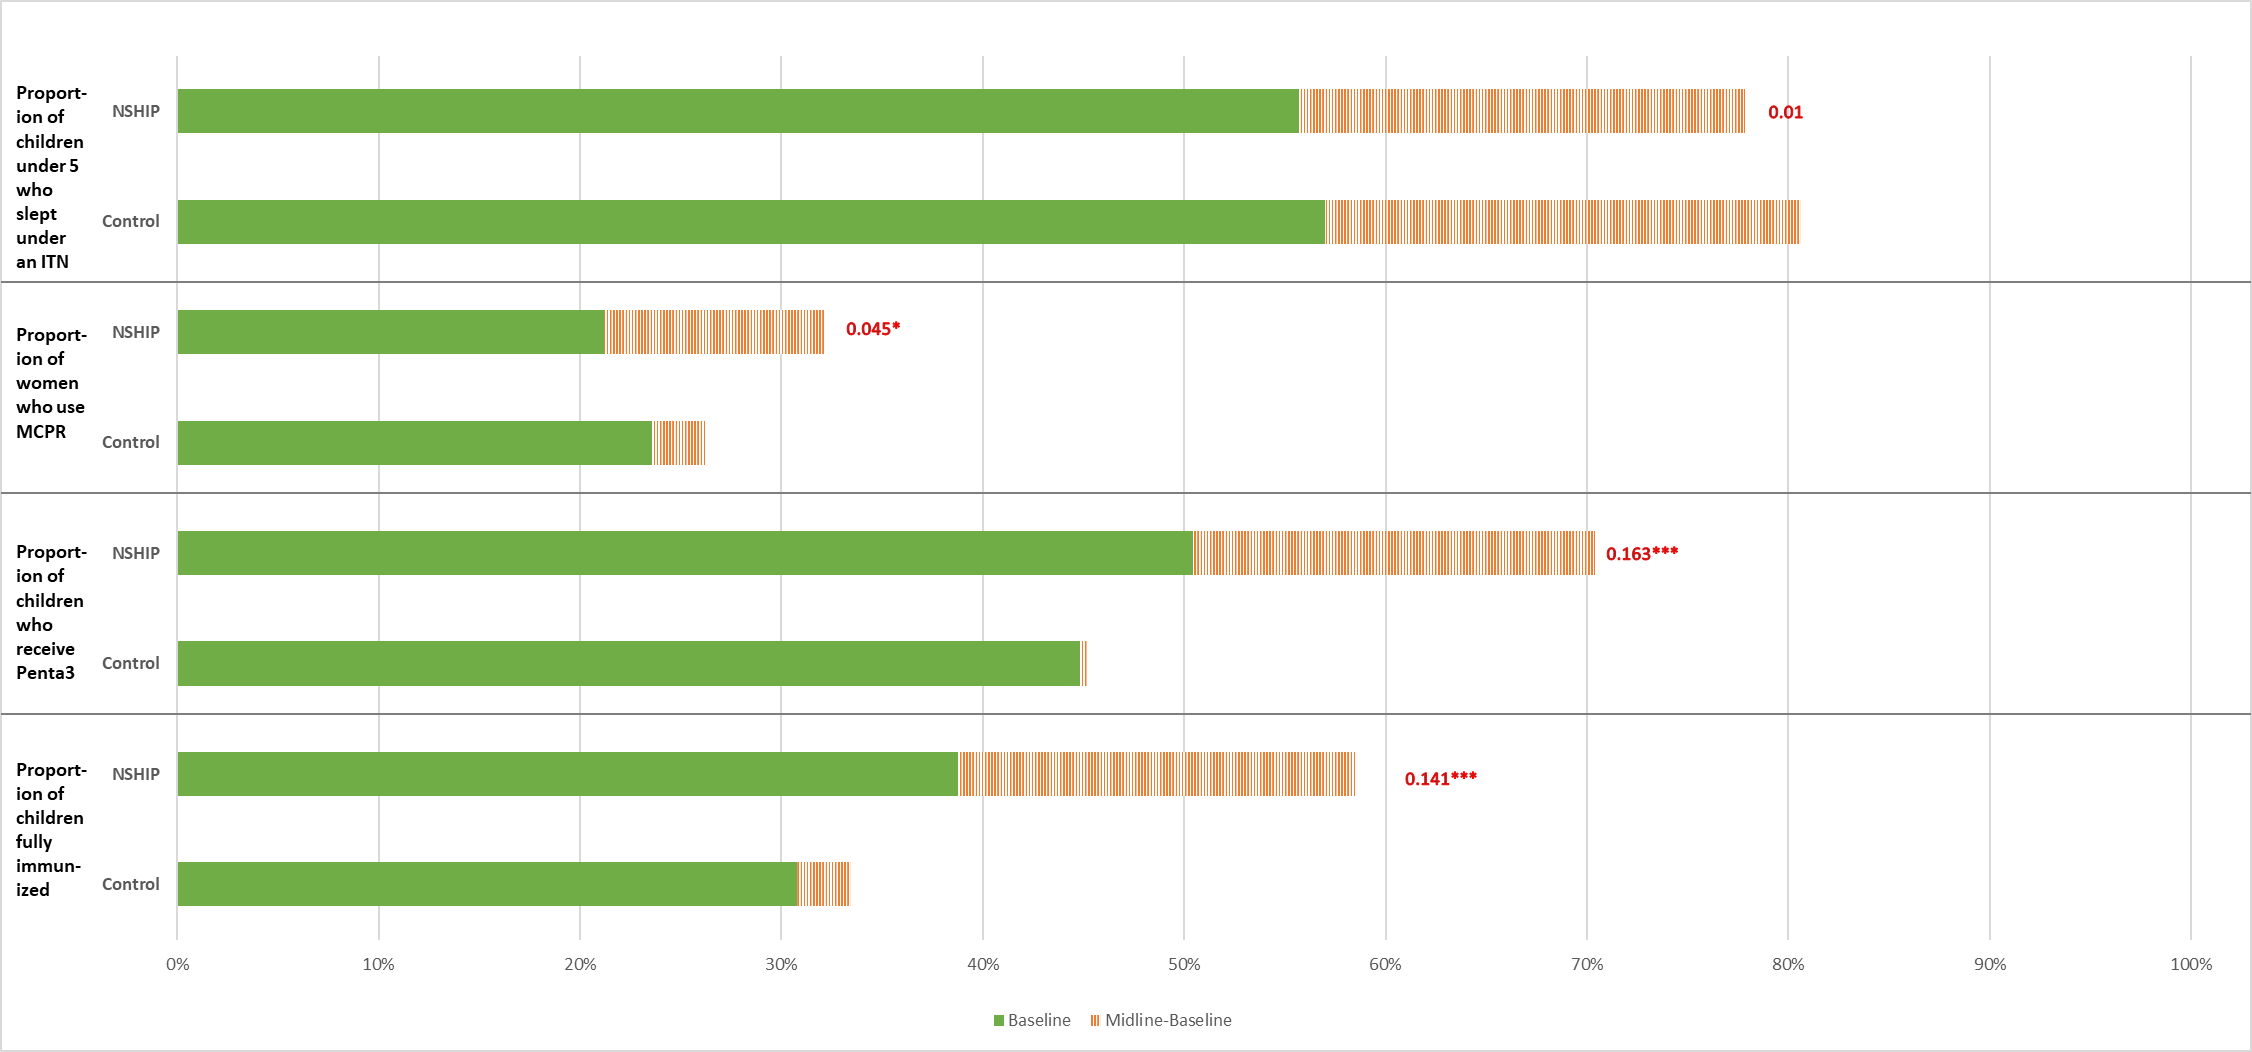 Proport-
ion of
children
under 5
who
slept
under
an ITN
NSHIP
0.01
Control
Proport-
ion of
women
who use
MCPR
NSHIP
0.045*
Control
Proport-
ion of
children
who
receive
Penta3
NSHIP
0.163***
Control
Proport-
ion of
children
fully
immun-
ized
NSHIP
0.141***
Control
0% 10% 20% 30% 40% 50% 60% 70% 80% 90% 100%
Baseline Midline-Baseline